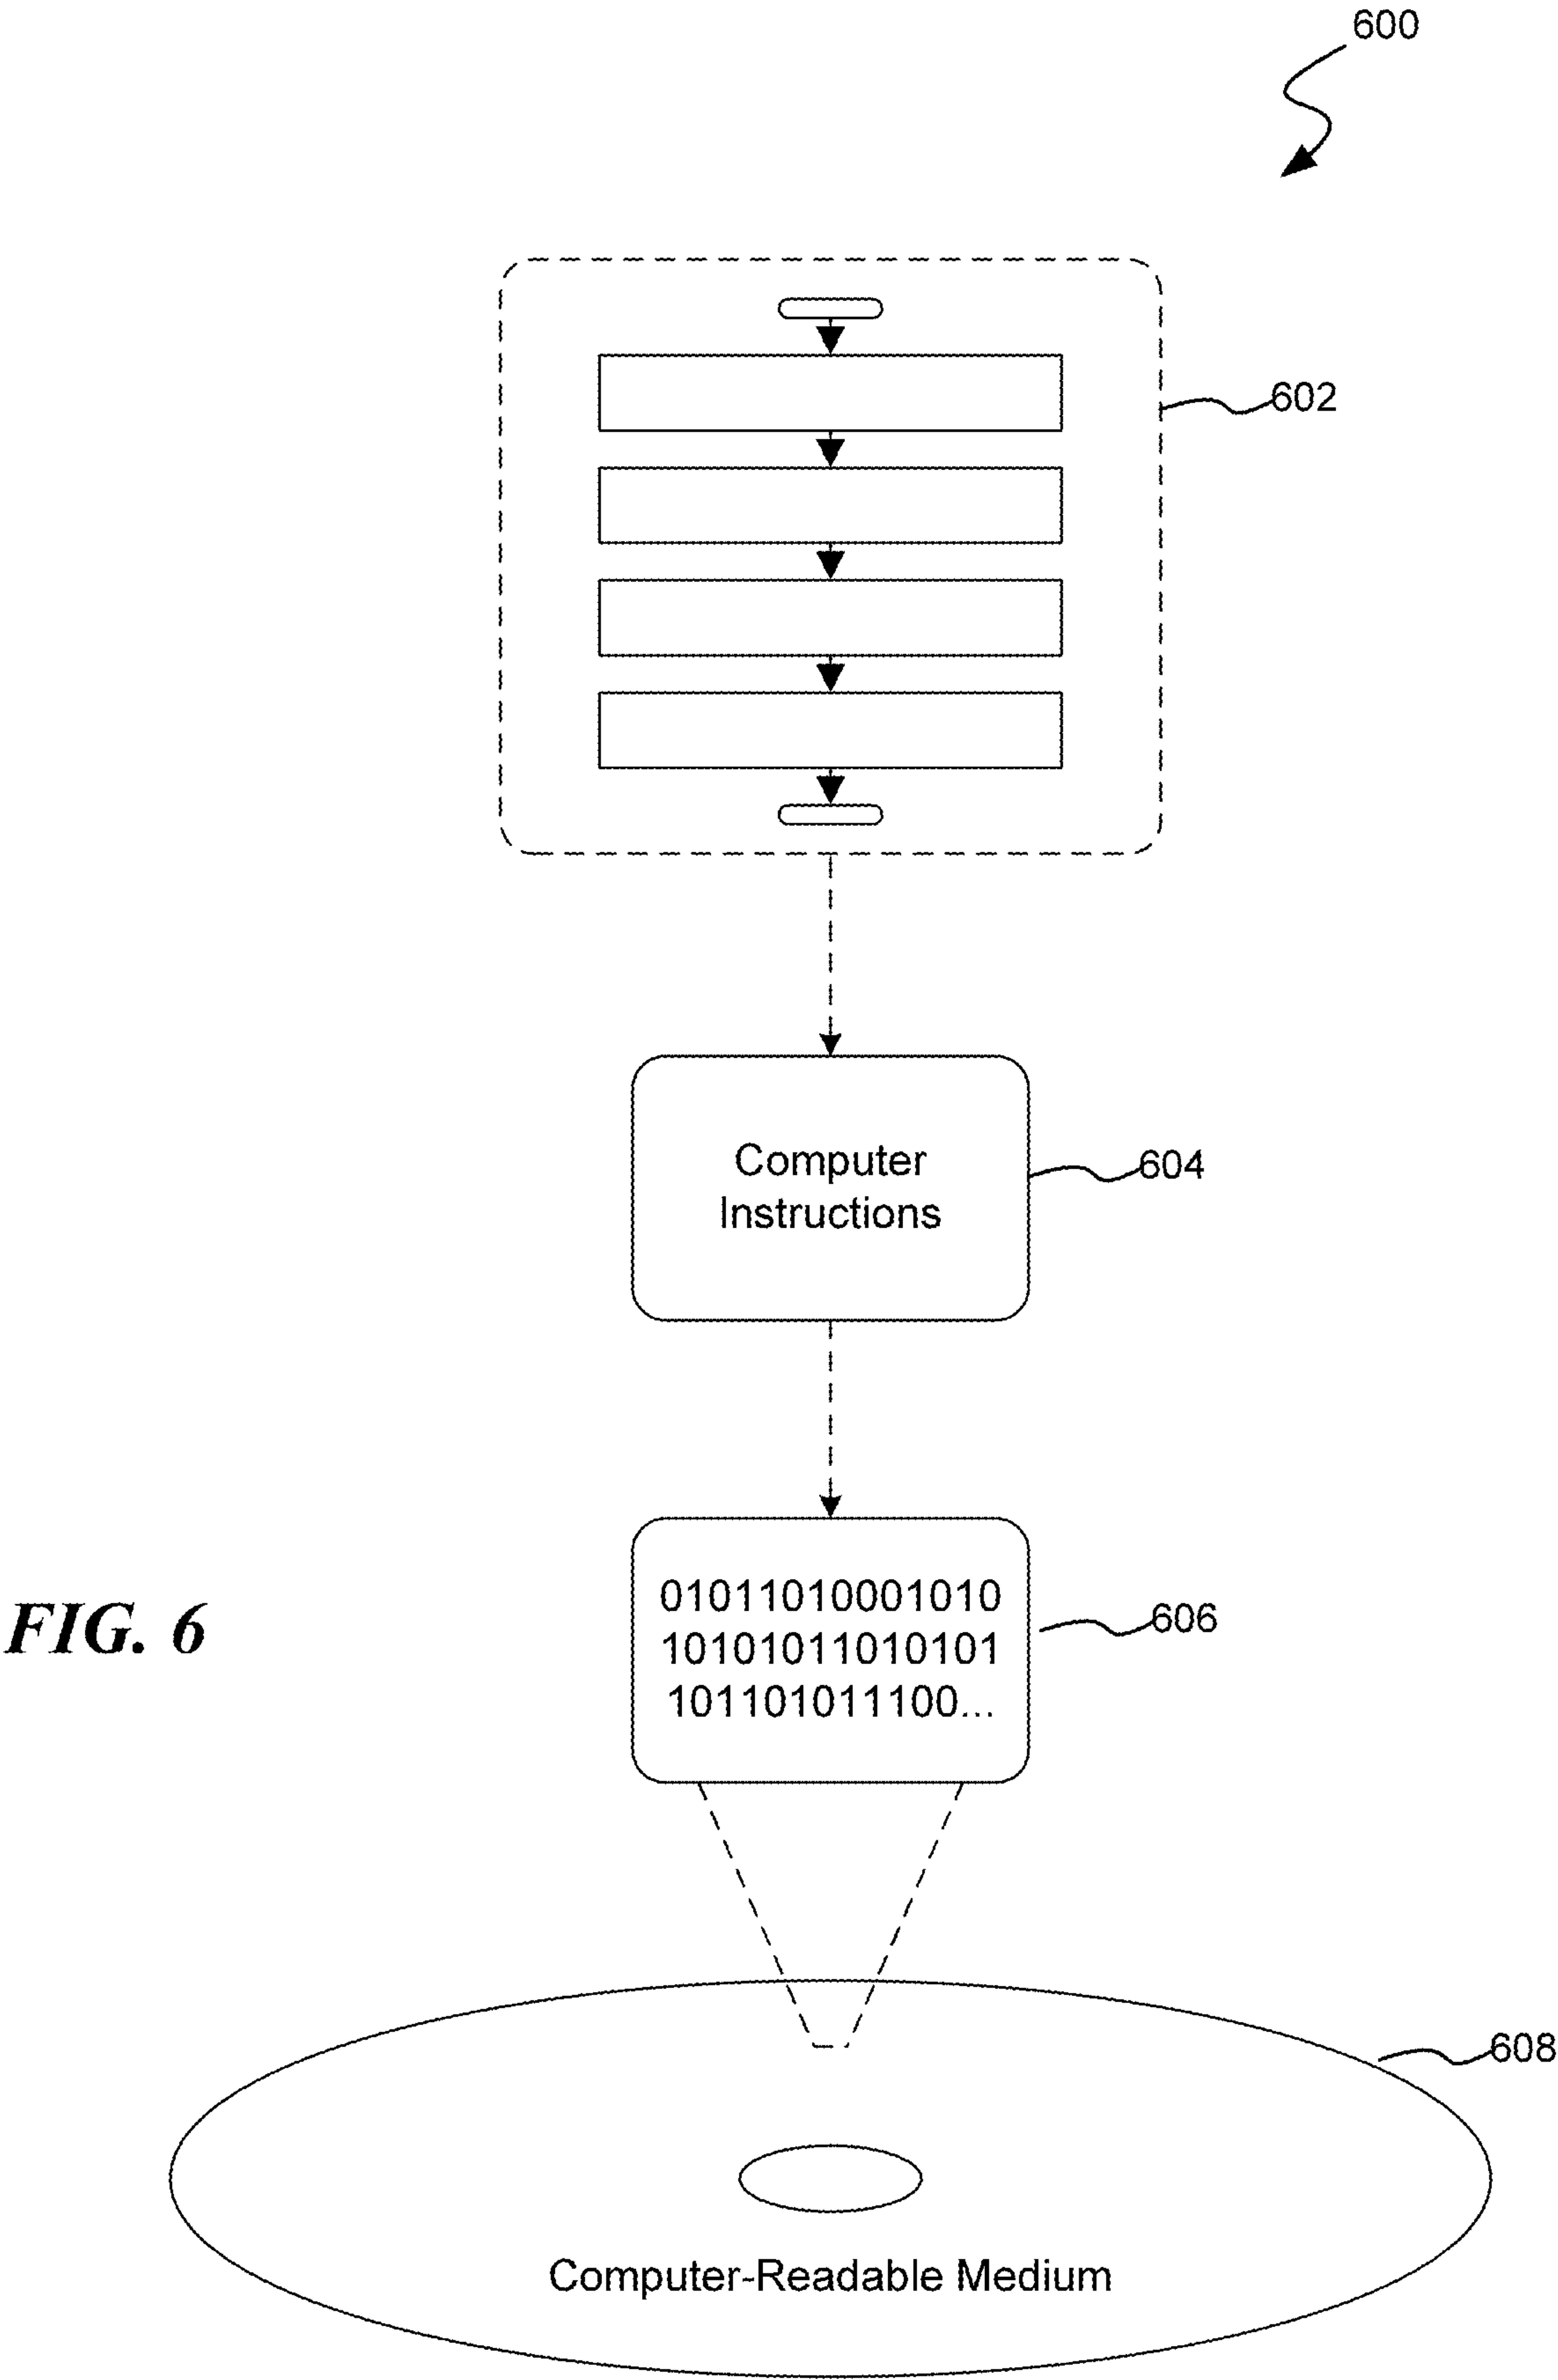 600
602
Computer
Instructions
604
01011010001010
10101011010101
101101011100...
606
FIG. 6
608
Computer-Readable Medium